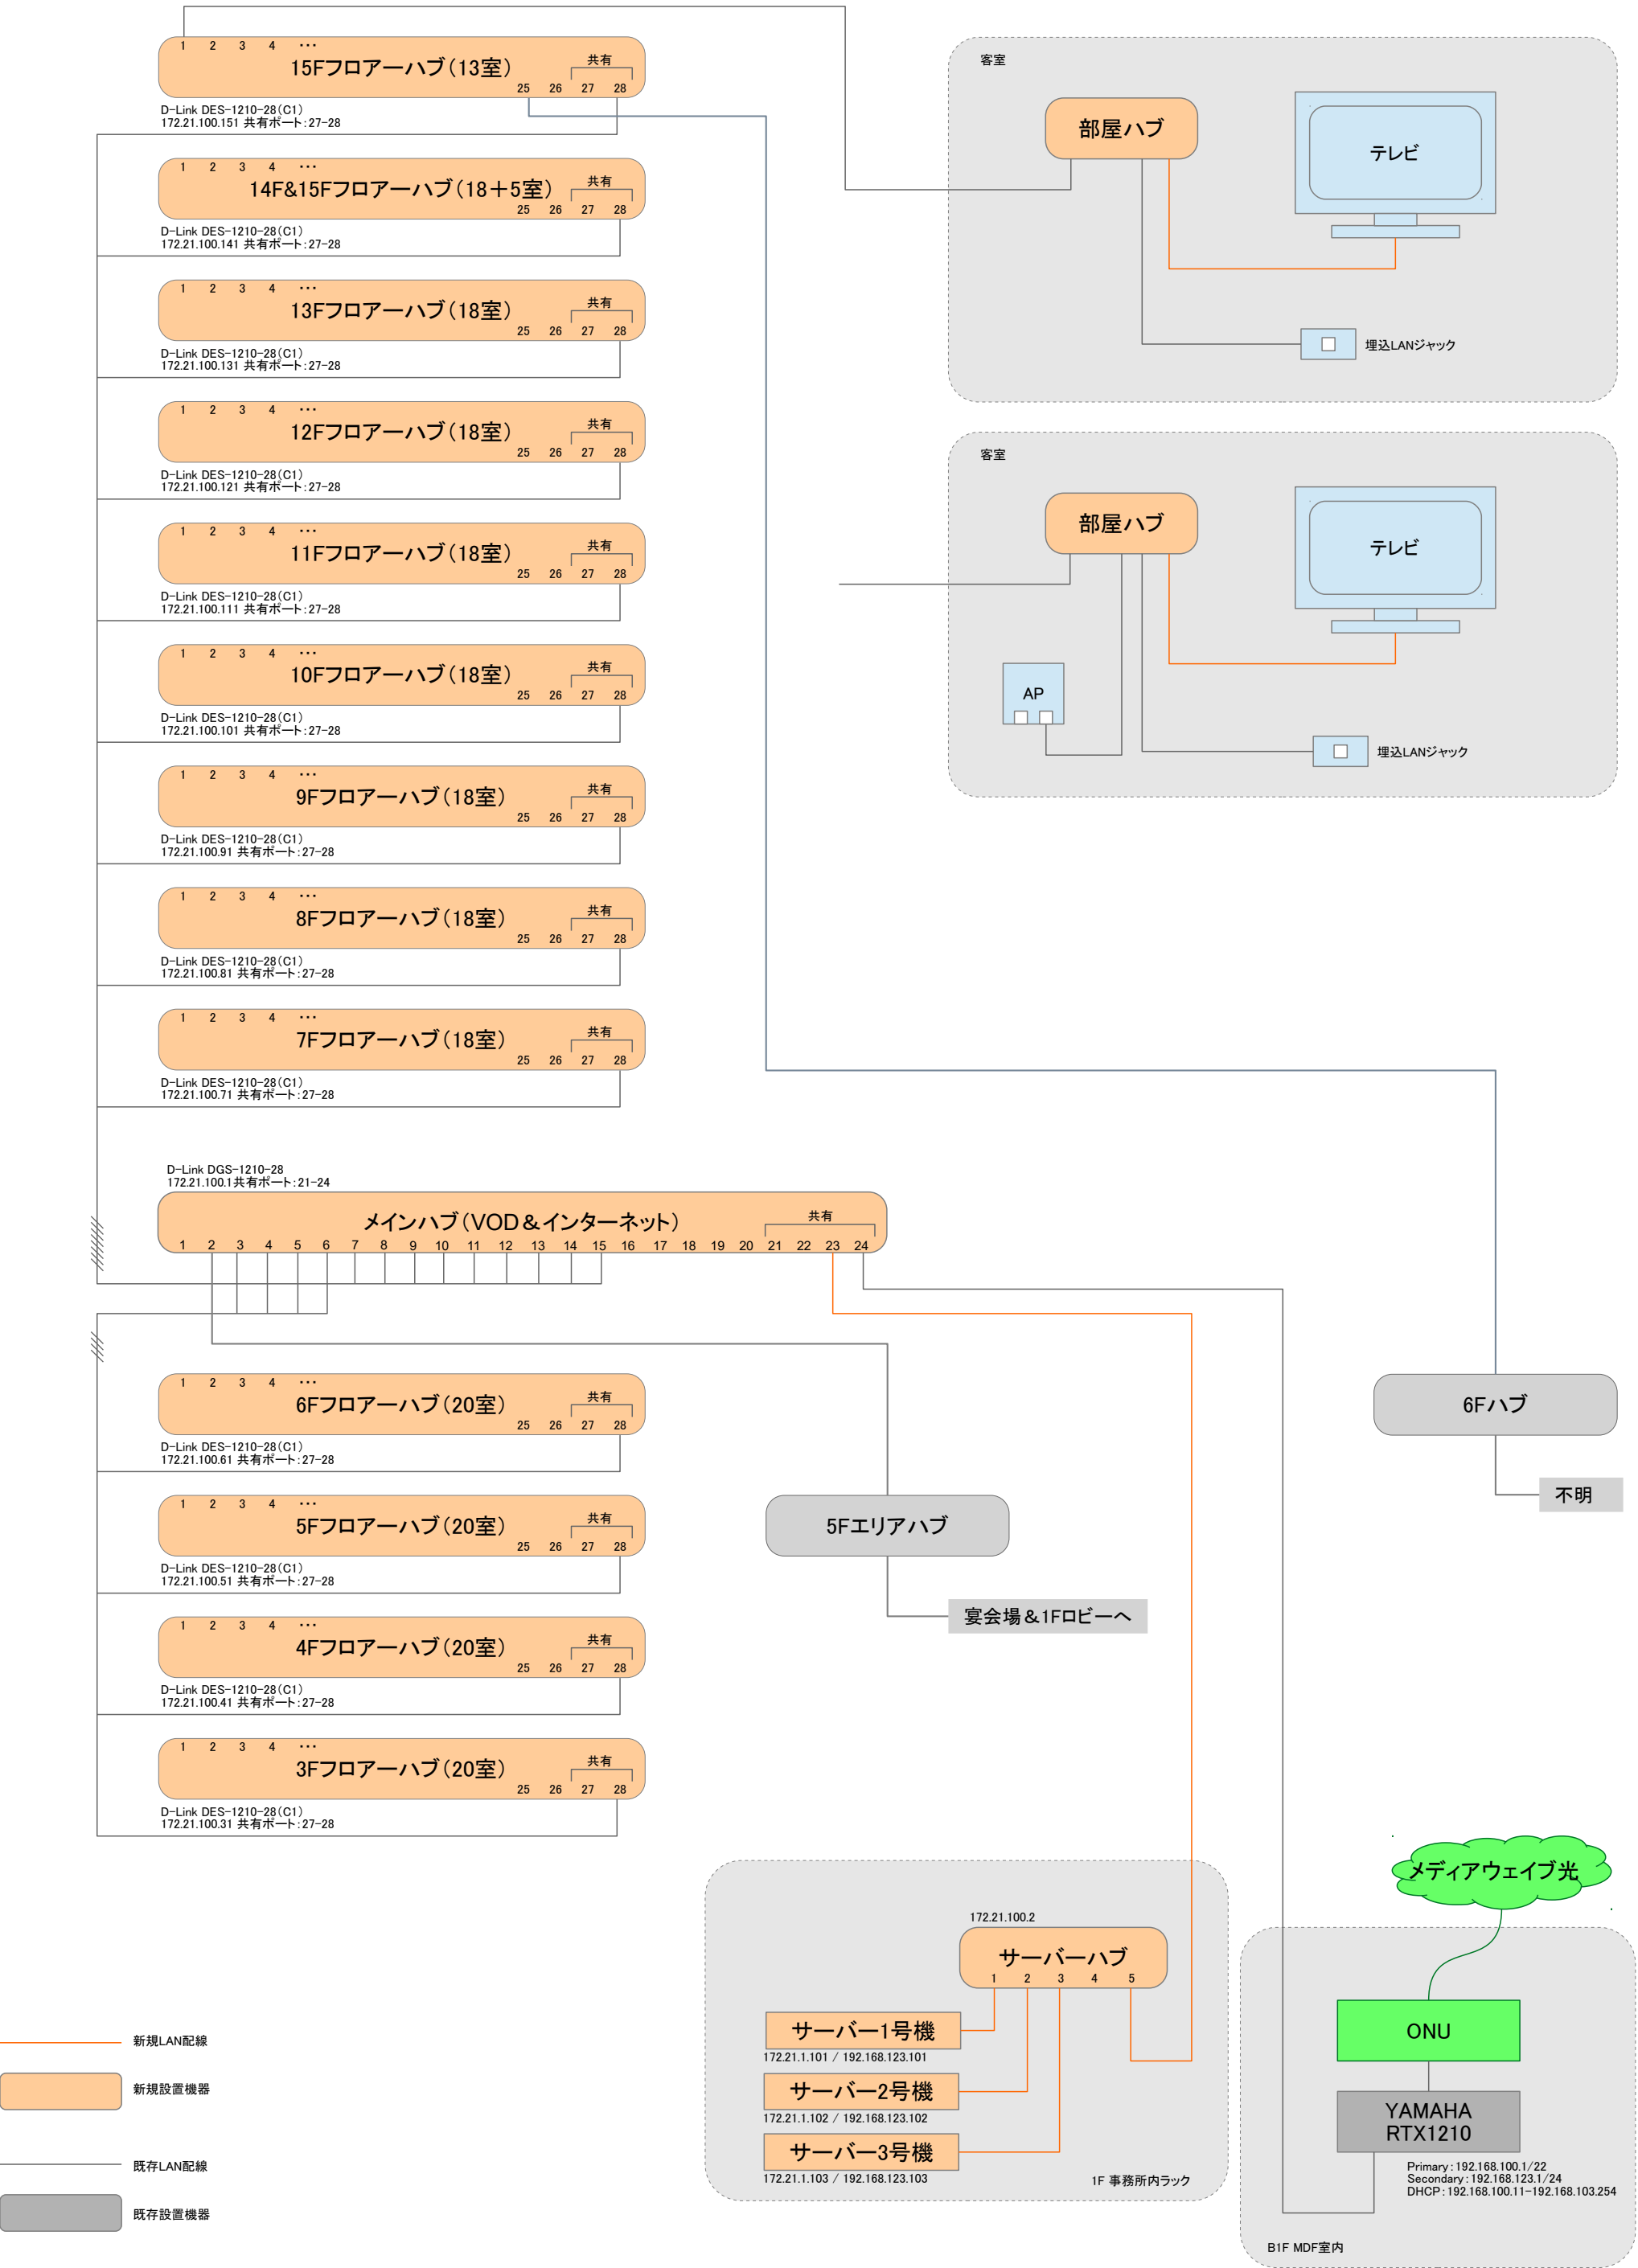 1 2 3 4 ･･･
15Fフロアーハブ（13室）
共有
25 26 27 28
D-Link DES-1210-28（C1）
172.21.100.151 共有ポート：27-28
1 2 3 4 ･･･
14F&15Fフロアーハブ（18＋5室）
共有
25 26 27 28
D-Link DES-1210-28（C1）
172.21.100.141 共有ポート：27-28
1 2 3 4 ･･･
13Fフロアーハブ（18室）
共有
25 26 27 28
D-Link DES-1210-28（C1）
172.21.100.131 共有ポート：27-28
1 2 3 4 ･･･
12Fフロアーハブ（18室）
共有
25 26 27 28
D-Link DES-1210-28（C1）
172.21.100.121 共有ポート：27-28
1 2 3 4 ･･･
11Fフロアーハブ（18室）
共有
25 26 27 28
D-Link DES-1210-28（C1）
172.21.100.111 共有ポート：27-28
1 2 3 4 ･･･
10Fフロアーハブ（18室）
共有
25 26 27 28
D-Link DES-1210-28（C1）
172.21.100.101 共有ポート：27-28
1 2 3 4 ･･･
9Fフロアーハブ（18室）
共有
25 26 27 28
D-Link DES-1210-28（C1）
172.21.100.91 共有ポート：27-28
1 2 3 4 ･･･
8Fフロアーハブ（18室）
共有
25 26 27 28
D-Link DES-1210-28（C1）
172.21.100.81 共有ポート：27-28
1 2 3 4 ･･･
7Fフロアーハブ（18室）
共有
25 26 27 28
D-Link DES-1210-28（C1）
172.21.100.71 共有ポート：27-28
D-Link DGS-1210-28
172.21.100.1共有ポート：21-24
メインハブ（VOD＆インターネット）
共有
1 2 3 4 5 6 7 8 9 10 11 12 13 14 15 16 17 18 19 20 21 22 23 24
1 2 3 4 ･･･
6Fフロアーハブ（20室）
共有
25 26 27 28
D-Link DES-1210-28（C1）
172.21.100.61 共有ポート：27-28
1 2 3 4 ･･･
5Fフロアーハブ（20室）
共有
25 26 27 28
D-Link DES-1210-28（C1）
172.21.100.51 共有ポート：27-28
1 2 3 4 ･･･
4Fフロアーハブ（20室）
共有
25 26 27 28
D-Link DES-1210-28（C1）
172.21.100.41 共有ポート：27-28
1 2 3 4 ･･･
3Fフロアーハブ（20室）
共有
25 26 27 28
D-Link DES-1210-28（C1）
172.21.100.31 共有ポート：27-28
客室
部屋ハブ
テレビ
埋込LANジャック
客室
部屋ハブ
テレビ
AP
埋込LANジャック
6Fハブ
不明
5Fエリアハブ
宴会場＆1Fロビーへ
172.21.100.2
サーバーハブ
1 2 3 4 5
サーバー1号機
172.21.1.101 / 192.168.123.101
サーバー2号機
172.21.1.102 / 192.168.123.102
サーバー3号機
172.21.1.103 / 192.168.123.103
1F 事務所内ラック
メディアウェイブ光
ONU
YAMAHA
RTX1210
Primary：192.168.100.1/22
Secondary：192.168.123.1/24
DHCP：192.168.100.11-192.168.103.254
B1F MDF室内
新規LAN配線
新規設置機器
既存LAN配線
既存設置機器